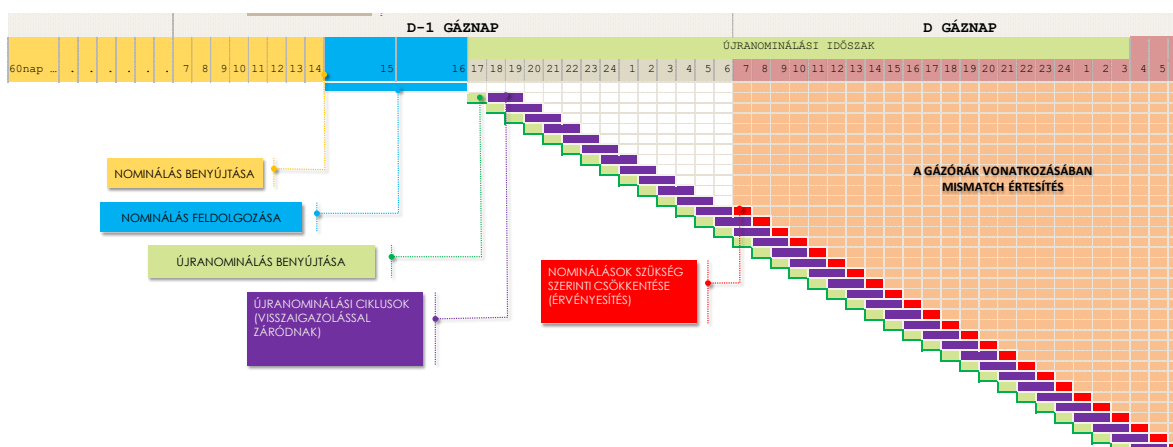 D-1 GÁZNAP D GÁZNAP
ÚJRANOMINÁLÁSI IDŐSZAK
60nap … . . . . . . 7 8 9 10 11 12 13 14 15 16 17 18 19 20 21 22 23 24 1 2 3 4 5 6 7 8 9 10 11 12 13 14 15 16 17 18 19 20 21 22 23 24 1 2 3 4 5
NOMINÁLÁS BENYÚJTÁSA
A GÁZÓRÁK VONATKOZÁSÁBAN
MISMATCH ÉRTESÍTÉS
NOMINÁLÁS FELDOLGOZÁSA
ÚJRANOMINÁLÁS BENYÚJTÁSA
NOMINÁLÁSOK SZÜKSÉG
SZERINTI CSÖKKENTÉSE
(ÉRVÉNYESÍTÉS)
ÚJRANOMINÁLÁSI CIKLUSOK
(VISSZAIGAZOLÁSSAL
ZÁRÓDNAK)